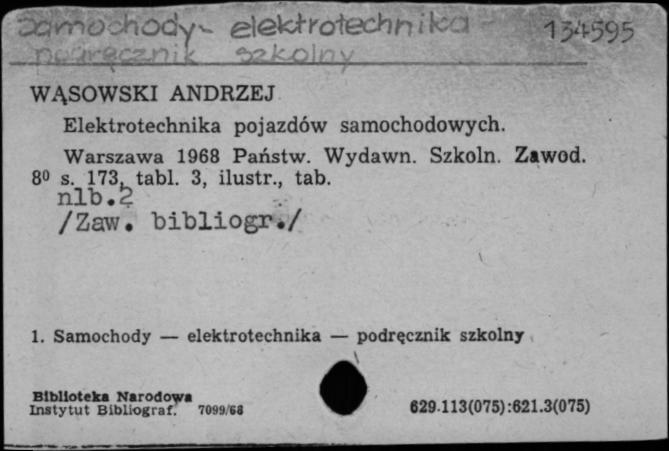 Samochody - elektrotechnika - 134595
podręcznik szkolny
WĄSOWSKI ANDRZEJ
Elektrotechnika pojazdów samochodowych.
Warszawa 1968 Państw. Wydawn. Szkoln. Zawod.
8⁰ s. 173, tabl. 3, ilustr., tab.
nlb.2
/Zaw. bibliogr./
1. Samochody — elektrotechnika — podręcznik szkolny
Biblioteka Narodowa
Instytut Bibliograf. 7099/68 629.113(075):621.3(075)